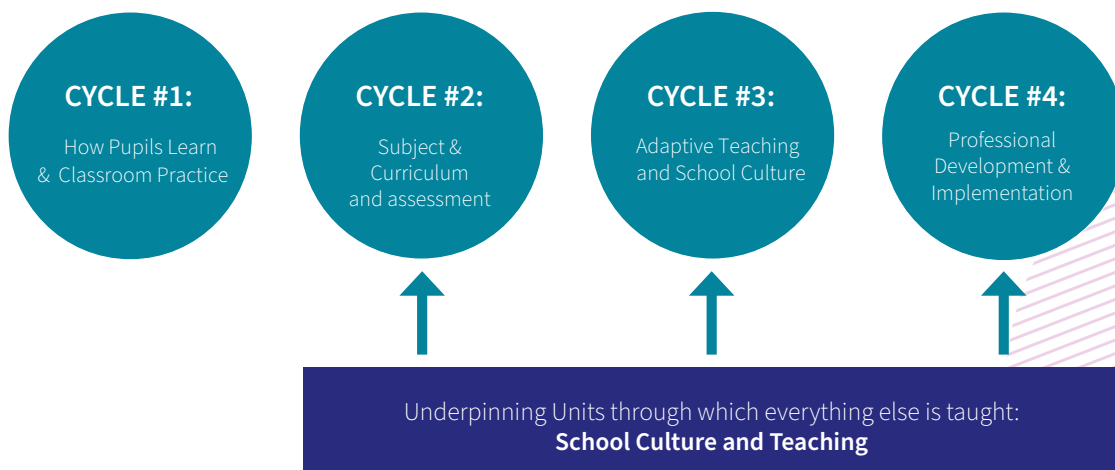 CYCLE #1:
How Pupils Learn
& Classroom Practice
CYCLE #2:
Subject &
Curriculum
and assessment
CYCLE #3:
Adaptive Teaching
and School Culture
CYCLE #4:
Professional
Development &
Implementation
Underpinning Units through which everything else is taught:
School Culture and Teaching